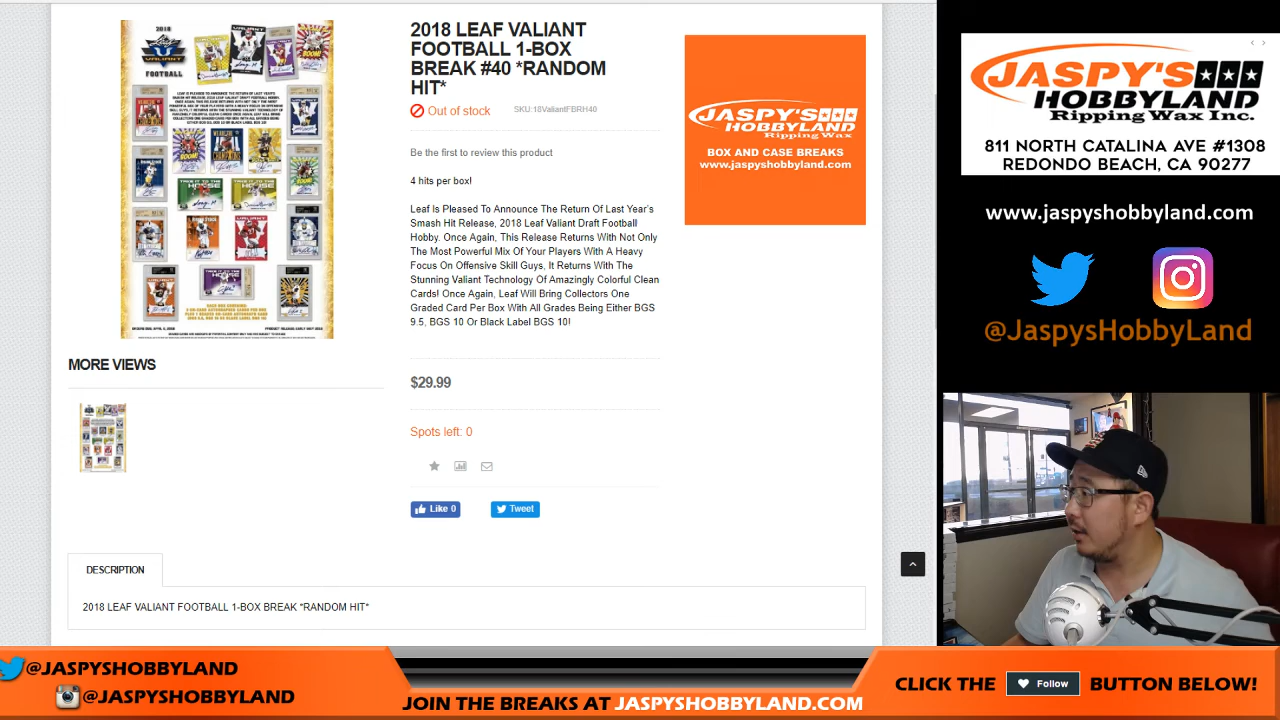 2018 LEAF VALIANT
FOOTBALL 1-BOX
BREAK #40 *RANDOM
HIT*
Out of stock
SKU:18ValiantFBRH40
Be the first to review this product
4 hits per box!
Leaf Is Pleased To Announce The Return Of Last Year's
Smash Hit Release, 2018 Leaf Valiant Draft Football
Hobby. Once Again, This Release Returns With Not Only
The Most Powerful Mix Of Your Players With A Heavy
Focus On Offensive Skill Guys, It Returns With The
Stunning Valiant Technology Of Amazingly Colorful Clean
Cards! Once Again, Leaf Will Bring Collectors One
Graded Card Per Box With All Grades Being Either BGS
9.5, BGS 10 Or Black Label BGS 10!
$29.99
Spots left: 0
Like 0
Tweet
2018
Leaf
VALIANT
FOOTBALL
MORE VIEWS
DESCRIPTION
2018 LEAF VALIANT FOOTBALL 1-BOX BREAK *RANDOM HIT*
JASPY'S
HOBBYLAND
Ripping Wax Inc.
BOX AND CASE BREAKS
www.jaspyshobbyland.com
JASPY'S
HOBBYLAND
Ripping Wax Inc.
811 NORTH CATALINA AVE #1308
REDONDO BEACH, CA 90277
www.jaspyshobbyland.com
@JaspysHobbyLand
@JASPYSHOBBYLAND
@JASPYSHOBBYLAND
JOIN THE BREAKS AT JASPYSHOBBYLAND.COM
CLICK THE Follow BUTTON BELOW!